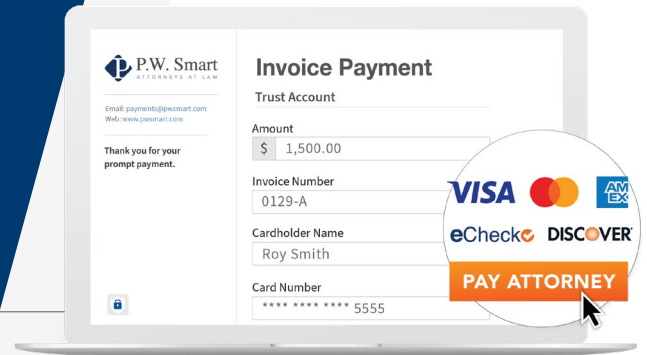 P.W. Smart
ATTORNEYS AT LAW
Email: payments@pwsmart.com
Web: www.pwsmart.com
Thank you for your
prompt payment.
Invoice Payment
Trust Account
Amount
$ 1,500.00
Invoice Number
0129-A
Cardholder Name
Roy Smith
Card Number
**** **** **** 5555
VISA AM EX
eCheck DISCOVER
PAY ATTORNEY